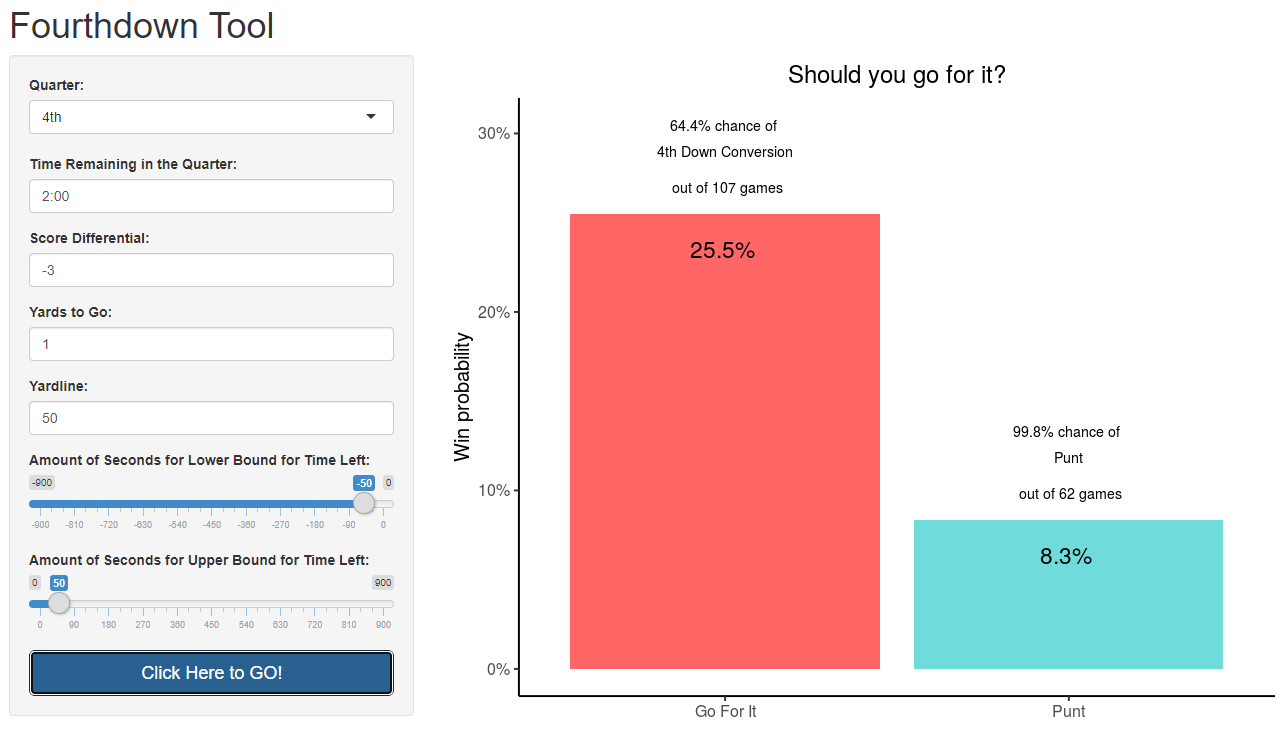 Fourthdown Tool
Quarter:
4th
Time Remaining in the Quarter:
2:00
Score Differential:
-3
Yards to Go:
1
Yardline:
50
Amount of Seconds for Lower Bound for Time Left:
-900 -50 0
-900 -810 -720 -630 -540 -450 -360 -270 -180 -90 0
Amount of Seconds for Upper Bound for Time Left:
0 50 900
0 90 180 270 360 450 540 630 720 810 900
Click Here to GO!
Should you go for it?
Win probability
30%
20%
10%
0%
64.4% chance of
4th Down Conversion
out of 107 games
25.5%
99.8% chance of
Punt
out of 62 games
8.3%
Go For It
Punt